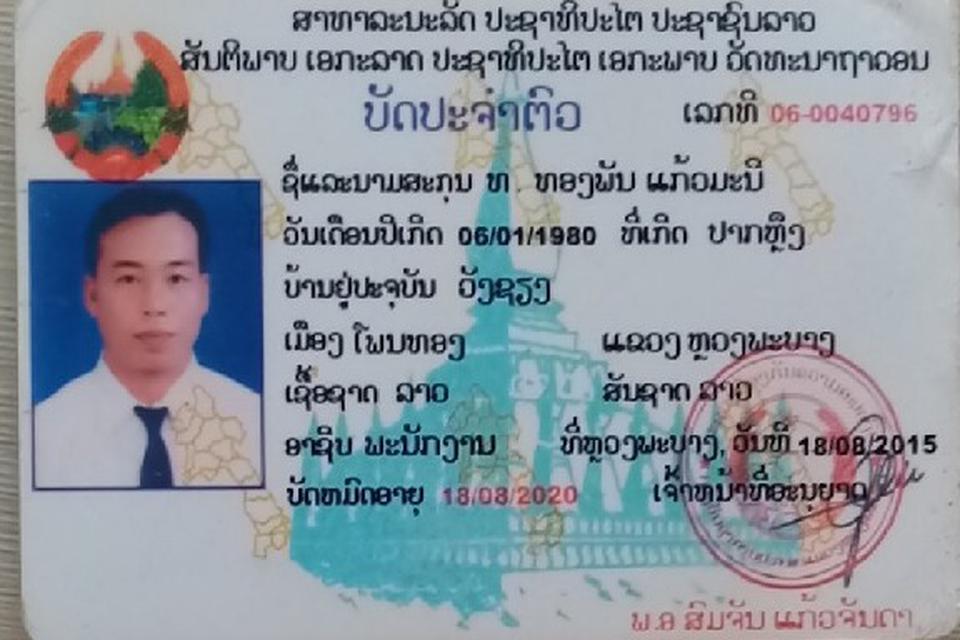 ສາທາລະນະລັດ ປະຊາທິປະໄຕ ປະຊາຊົນລາວ
ສັນຕິພາບ ເອກະລາດ ປະຊາທິປະໄຕ ເອກະພາບ ວັດທະນາຖາວອນ
ບັດປະຈຳຕົວ ເລກທີ 06-0040796
ຊື່ແລະນາມສະກຸນ ທ ທອງພັນ ແກ້ວມະນີ
ວັນເດືອນປີເກີດ 06/01/1980 ທີ່ເກີດ ປາກຫຼຶງ
ບ້ານຢູ່ປະຈຸບັນ ວັງຊຽງ
ເມືອງ ໂພນທອງ ແຂວງ ຫຼວງພະບາງ
ເຊື້ອຊາດ ລາວ ສັນຊາດ ລາວ
ອາຊີບ ພະນັກງານ ທີ່ຫຼວງພະບາງ, ວັນທີ 18/08/2015
ບັດຫມົດອາຍຸ 18/08/2020 ເຈົ້າຫນ້າທີ່ອະນຸຍາດ
ພ.ອ ສົມຈັນ ແກ້ວຈັນດາ